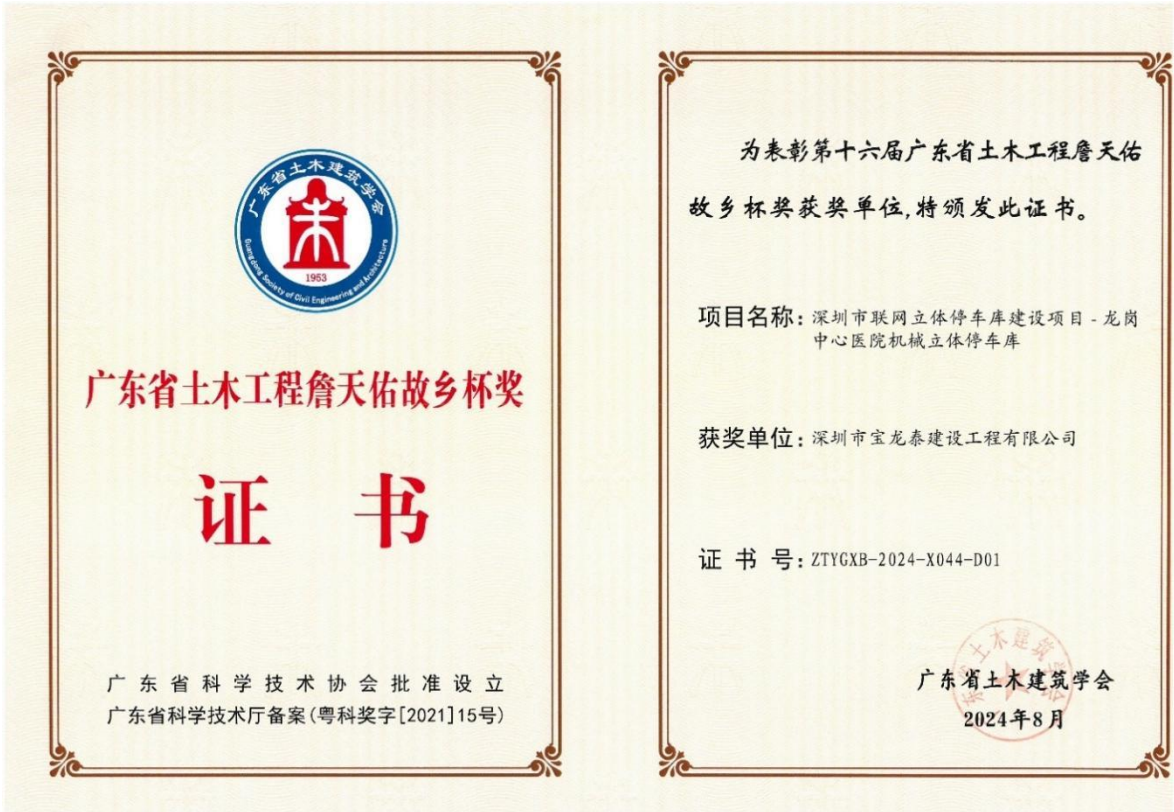 广东省土木建筑学会
Guangdong Society of Civil Engineering and Architecture
1953
广东省土木工程詹天佑故乡杯奖
证 书
广东省科学技术协会批准设立
广东省科学技术厅备案(粤科奖字[2021]15号)
为表彰第十六届广东省土木工程詹天佑
故乡杯奖获奖单位,特颁发此证书。
项目名称: 深圳市联网立体停车库建设项目-龙岗
中心医院机械立体停车库
获奖单位: 深圳市宝龙泰建设工程有限公司
证 书 号: ZTYGXB-2024-X044-D01
广东省土木建筑学会
2024年8月